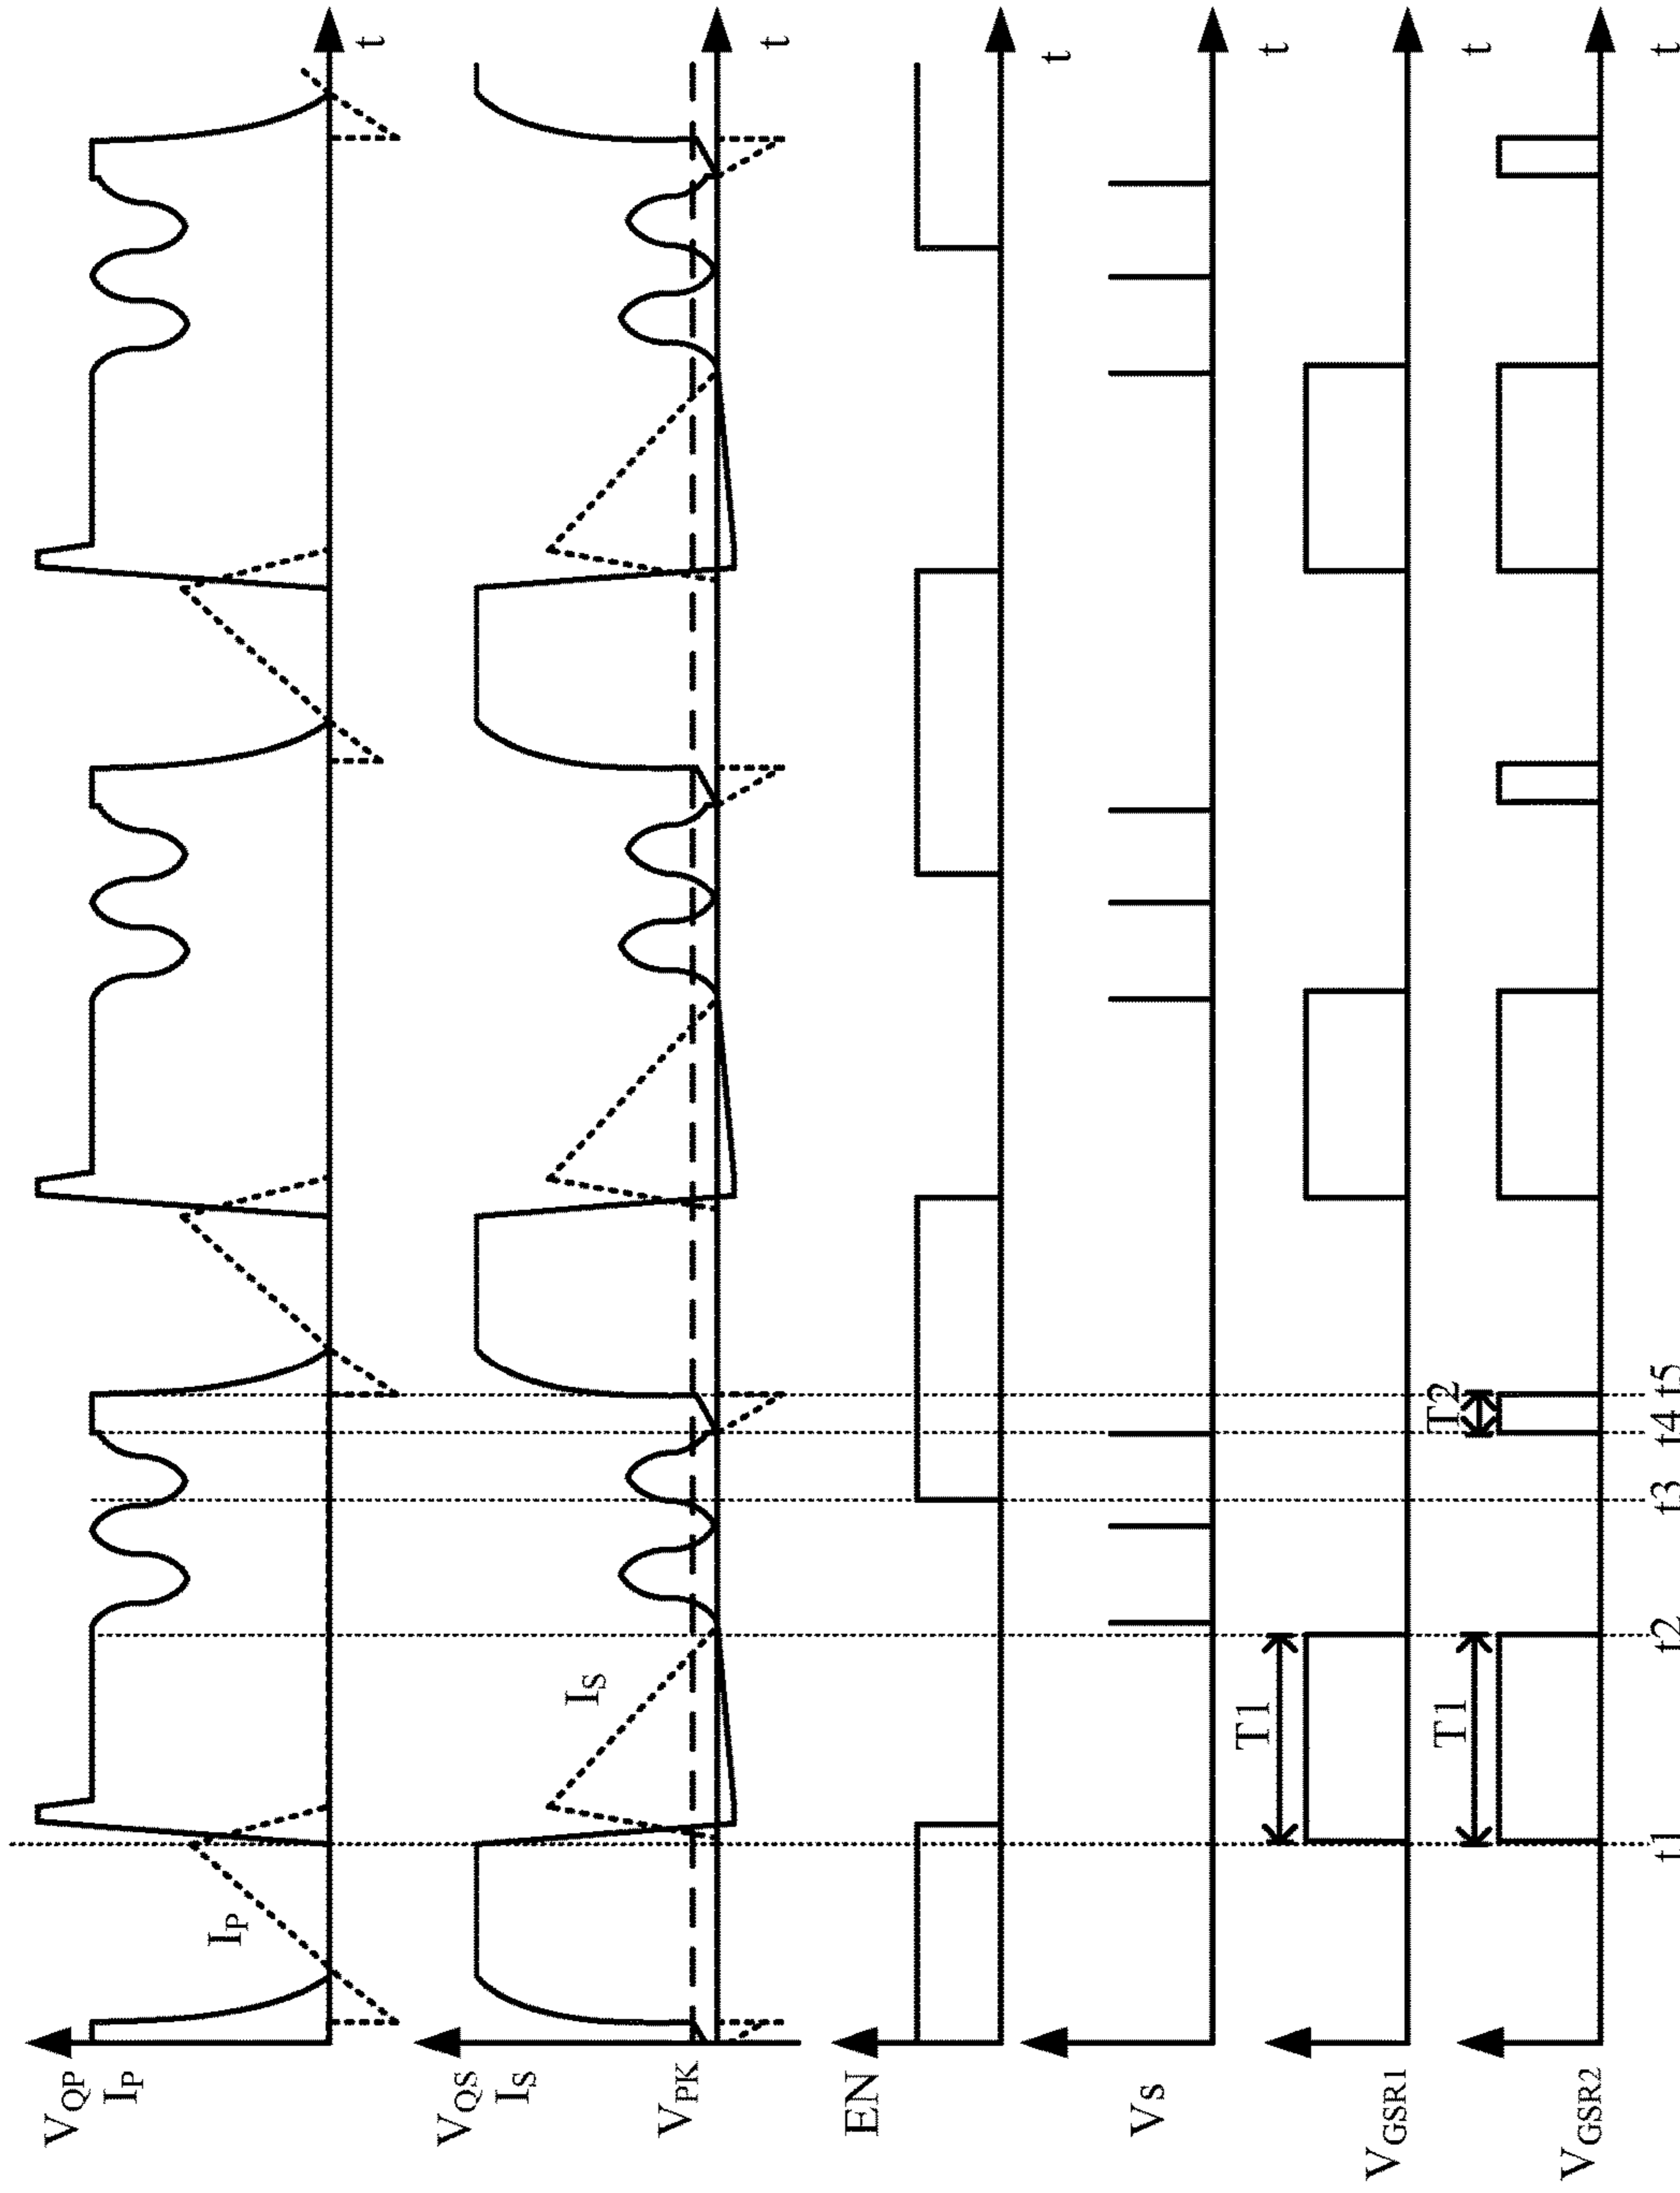 V_QP
I_P
I_P
t
V_QS
I_S
I_S
V_PK
t
EN
t
V_S
t
T1
V_GSR1
t
T1
T2
V_GSR2
t
t1 t2 t3 t4 t5